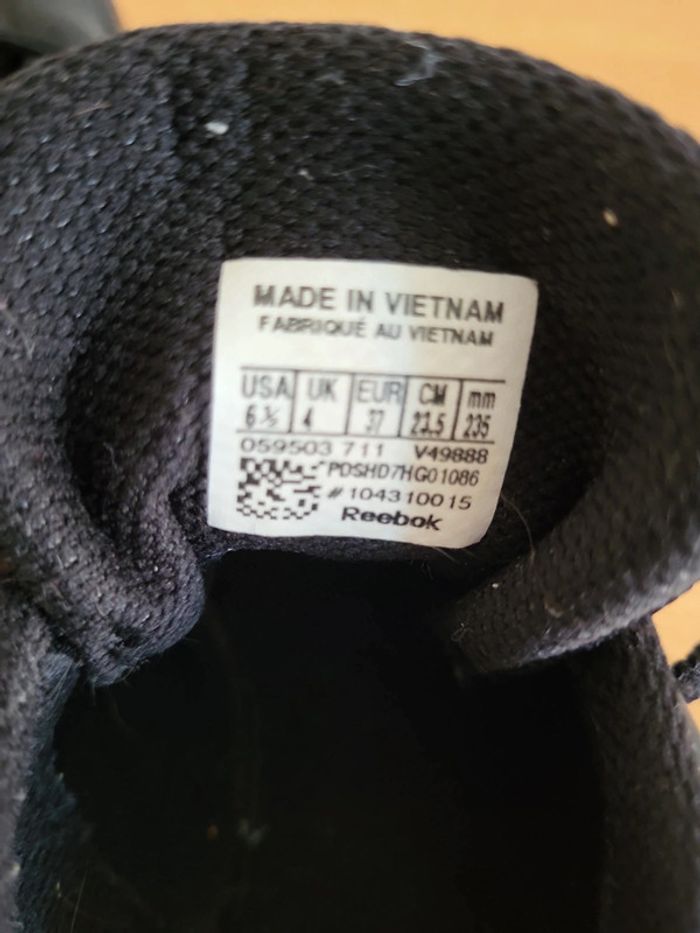 MADE IN VIETNAM
FABRIQUÉ AU VIETNAM
USA UK EUR CM mm
6½ 4 37 23.5 235
059503 711 V49888
PDSHD7HG01086
#104310015
Reebok